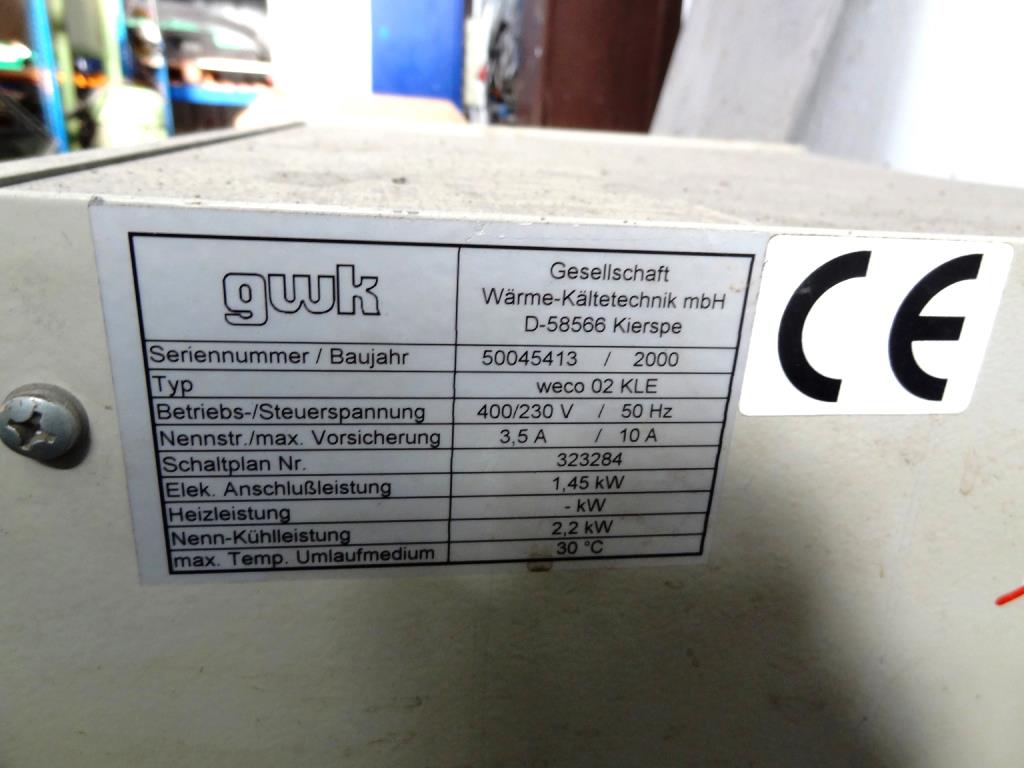 gwk
Gesellschaft
Wärme-Kältetechnik mbH
D-58566 Kierspe
Seriennummer / Baujahr 50045413 / 2000
Typ weco 02 KLE
Betriebs-/Steuerspannung 400/230 V / 50 Hz
Nennstr./max. Vorsicherung 3,5 A / 10 A
Schaltplan Nr. 323284
Elek. Anschlußleistung 1,45 kW
Heizleistung - kW
Nenn-Kühlleistung 2,2 kW
max. Temp. Umlaufmedium 30 °C
CE